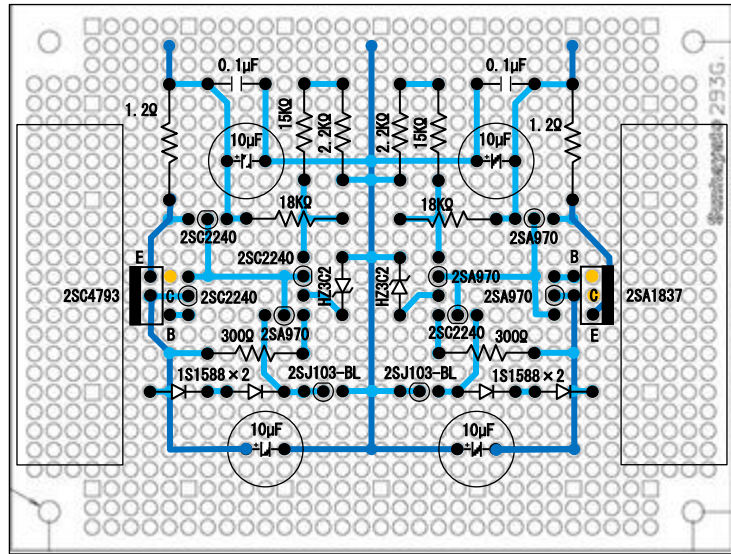 0.1μF
0.1μF
1.2Ω
15KΩ
2.2KΩ
2.2KΩ
15KΩ
1.2Ω
10μF
10μF
18KΩ
18KΩ
2SC2240
2SA970
E
2SC2240
2SA970
B
2SC4793
C
2SC2240
HZ3C2
HZ3C2
2SA970
C
2SA1837
B
2SA970
2SC2240
E
300Ω
300Ω
1S1588×2
2SJ103-BL
2SJ103-BL
1S1588×2
10μF
10μF
293G.